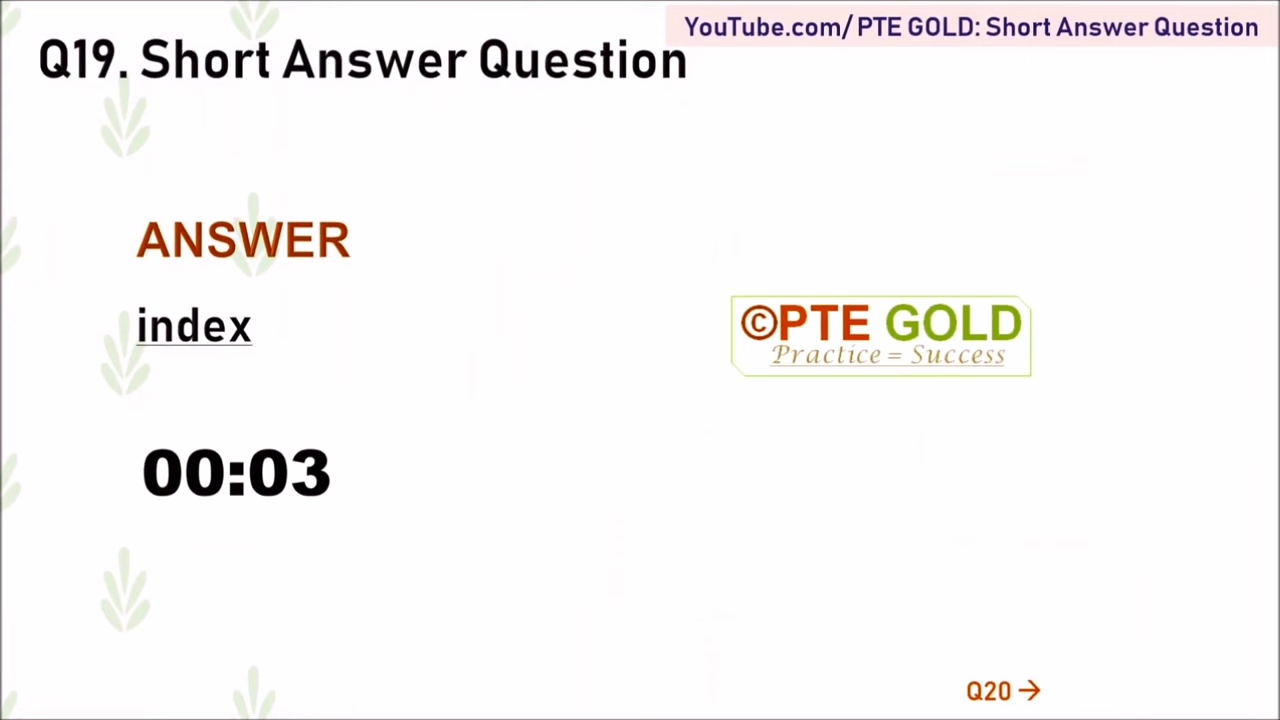 YouTube.com/ PTE GOLD: Short Answer Question
Q19. Short Answer Question
ANSWER
index
©PTE GOLD
Practice = Success
00:03
Q20 →